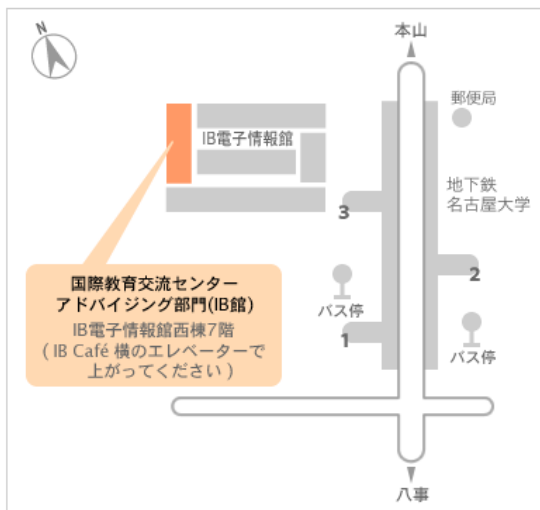 N
本山
郵便局
IB電子情報館
地下鉄
名古屋大学
3
2
国際教育交流センター
アドバイジング部門(IB館)
IB電子情報館西棟7階
( IB Café 横のエレベーターで
上がってください )
バス停
1
バス停
八事